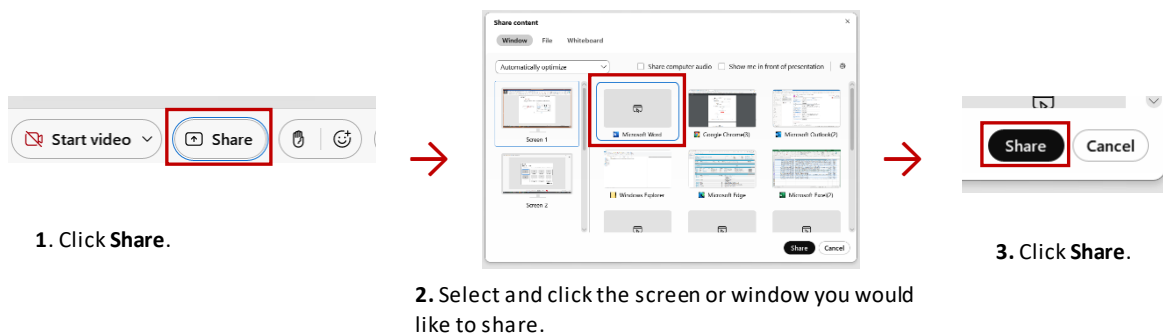 Share content
Window File Whiteboard
Automatically optimize Share computer audio Show me in front of presentation
Start video Share
Screen 1
Microsoft Word Google Chrome(3) Microsoft Outlook(2)
Screen 2
Windows Explorer Microsoft Edge Microsoft Excel(2)
Share Cancel
1. Click Share.
2. Select and click the screen or window you would
like to share.
Share Cancel
3. Click Share.